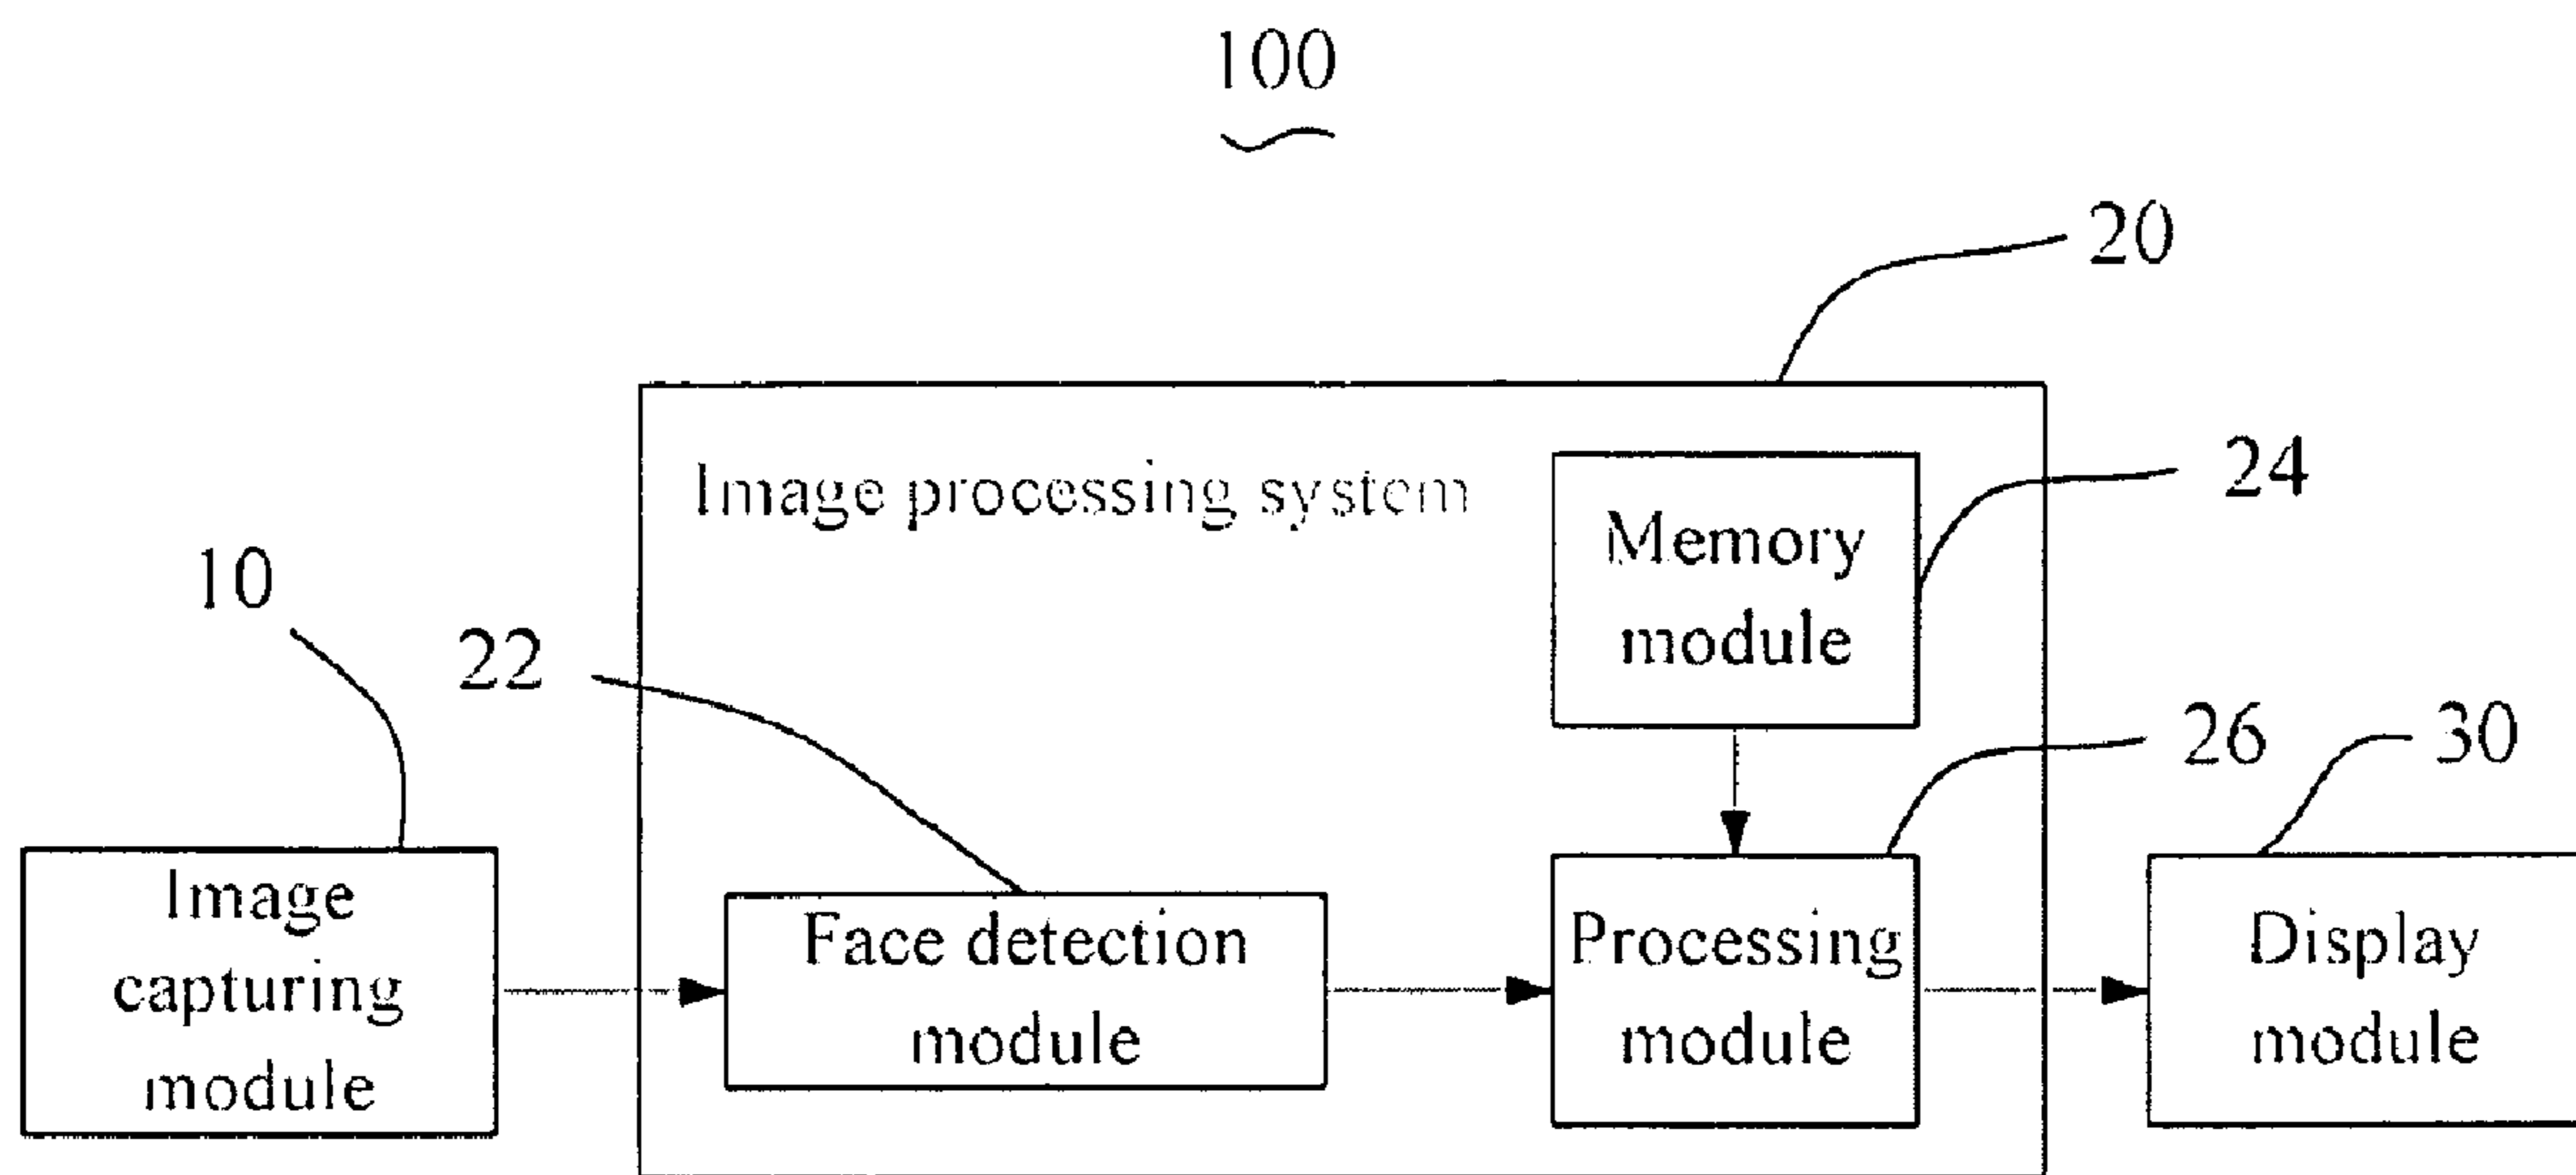 100
20
Image processing system
Memory
module
24
10
22
26
30
Image
capturing
module
Face detection
module
Processing
module
Display
module